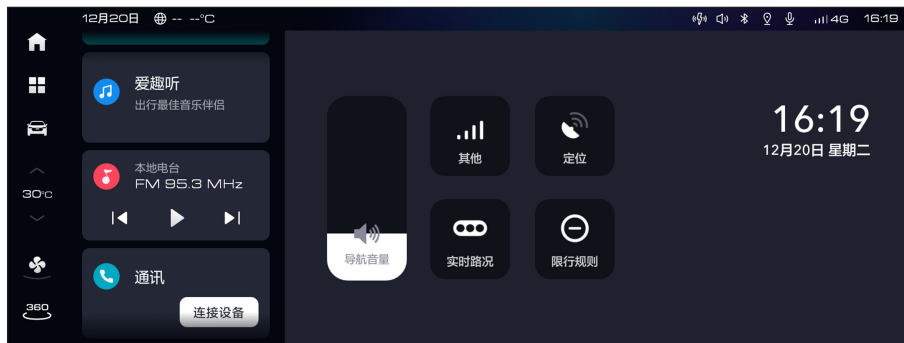 12月20日 -- --°C
4G 16:19
爱趣听
出行最佳音乐伴侣
本地电台
FM 95.3 MHz
30°C
通讯
连接设备
360
导航音量
其他
定位
实时路况
限行规则
16:19
12月20日 星期二